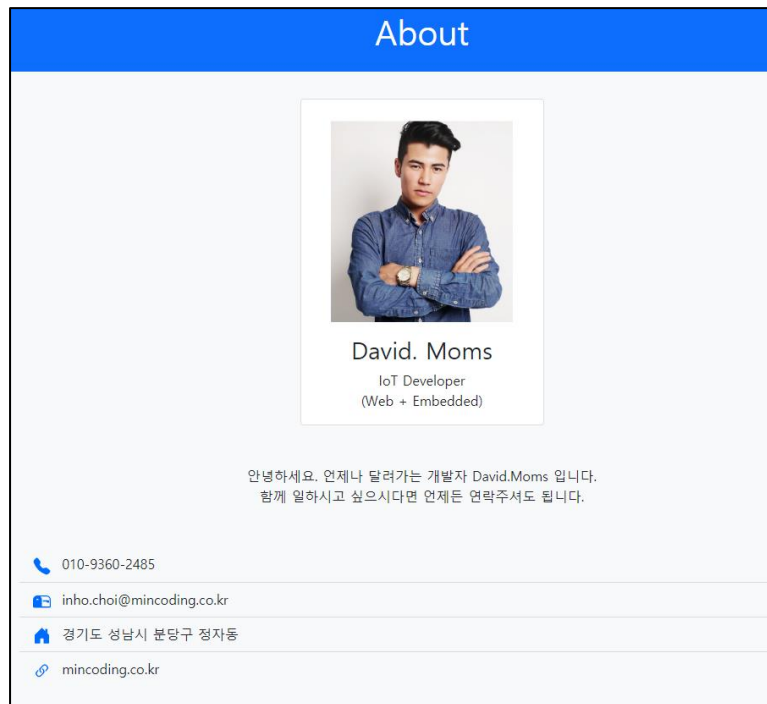 About
David. Moms
IoT Developer
(Web + Embedded)
안녕하세요. 언제나 달려가는 개발자 David.Moms 입니다.
함께 일하시고 싶으시다면 언제든 연락주셔도 됩니다.
010-9360-2485
inho.choi@mincoding.co.kr
경기도 성남시 분당구 정자동
mincoding.co.kr